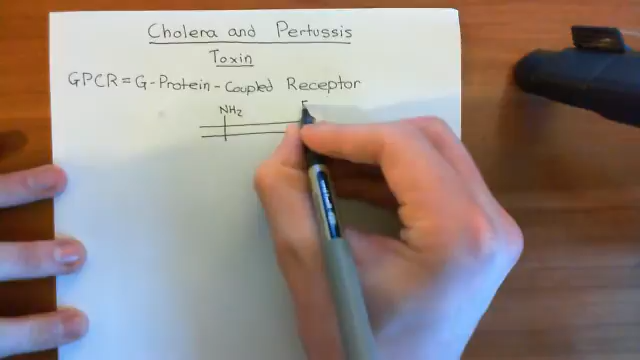 Cholera and Pertussis
Toxin
GPCR = G-Protein-Coupled Receptor
NH2